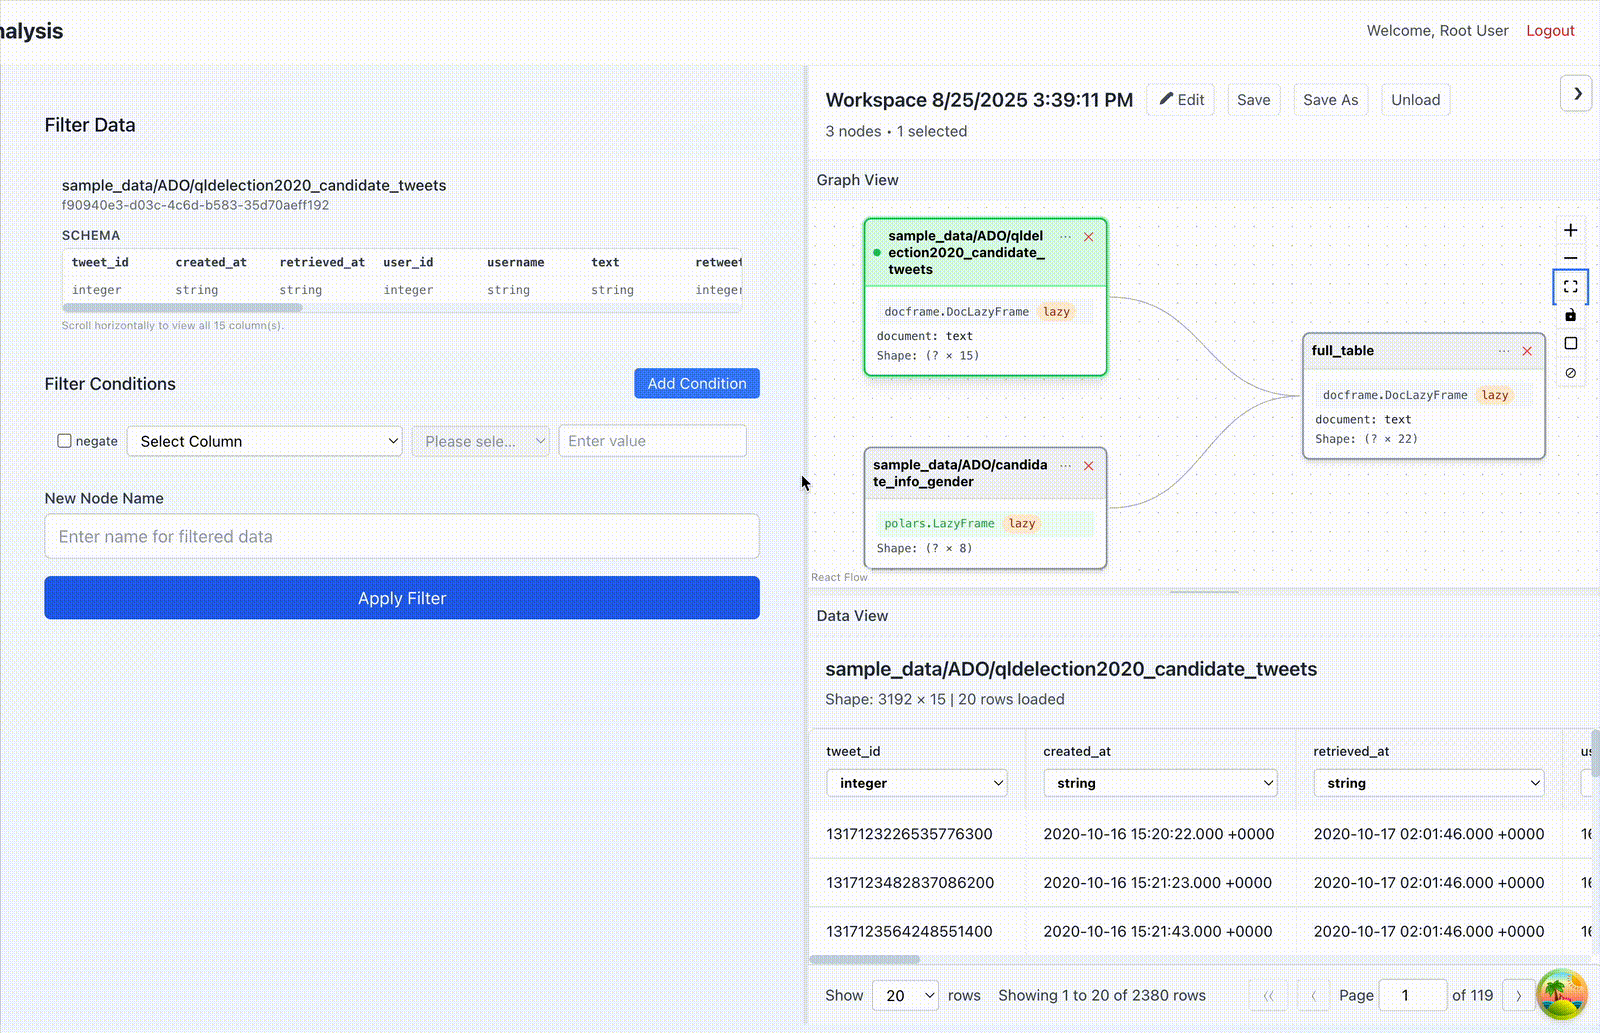 nalysis
Welcome, Root User Logout
Filter Data
sample_data/ADO/qldelection2020_candidate_tweets
f90940e3-d03c-4c6d-b583-35d70aeff192
SCHEMA
tweet_id created_at retrieved_at user_id username text retweet
integer string string integer string string integer
Scroll horizontally to view all 15 column(s).
Filter Conditions Add Condition
negate Select Column Please sele... Enter value
New Node Name
Enter name for filtered data
Apply Filter
Workspace 8/25/2025 3:39:11 PM Edit Save Save As Unload
3 nodes • 1 selected
Graph View
sample_data/ADO/qldel
ection2020_candidate_
tweets
docframe.DocLazyFrame lazy
document: text
Shape: (? × 15)
sample_data/ADO/candida
te_info_gender
polars.LazyFrame lazy
Shape: (? × 8)
full_table
docframe.DocLazyFrame lazy
document: text
Shape: (? × 22)
React Flow
Data View
sample_data/ADO/qldelection2020_candidate_tweets
Shape: 3192 × 15 | 20 rows loaded
tweet_id created_at retrieved_at us
integer string string
1317123226535776300 2020-10-16 15:20:22.000 +0000 2020-10-17 02:01:46.000 +0000 16
1317123482837086200 2020-10-16 15:21:23.000 +0000 2020-10-17 02:01:46.000 +0000 16
1317123564248551400 2020-10-16 15:21:43.000 +0000 2020-10-17 02:01:46.000 +0000 16
Show 20 rows Showing 1 to 20 of 2380 rows Page 1 of 119